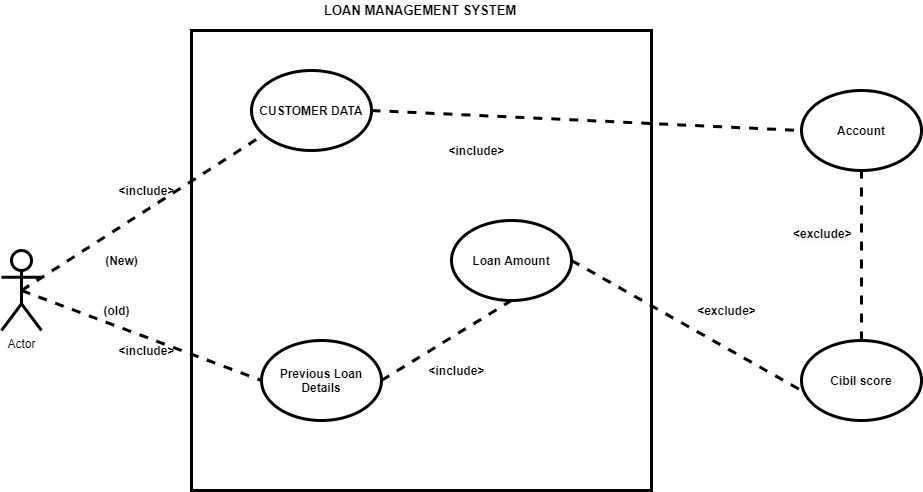 LOAN MANAGEMENT SYSTEM
CUSTOMER DATA
Account
<include>
<include>
<exclude>
(New)
Loan Amount
(old)
<exclude>
Actor
<include>
<include>
Previous Loan
Details
Cibil score